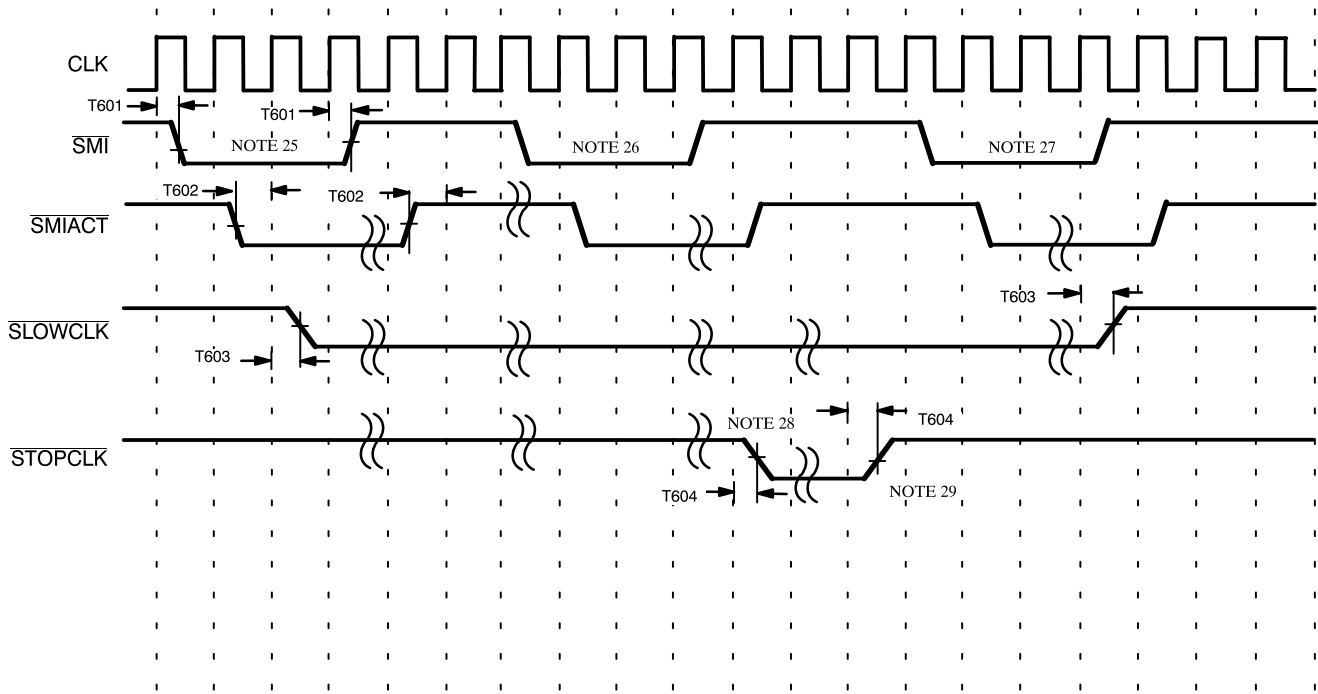 CLK
T601
T601
SMI
NOTE 25
NOTE 26
NOTE 27
T602
T602
SMIACT
T603
SLOWCLK
T603
NOTE 28
T604
STOPCLK
T604
NOTE 29